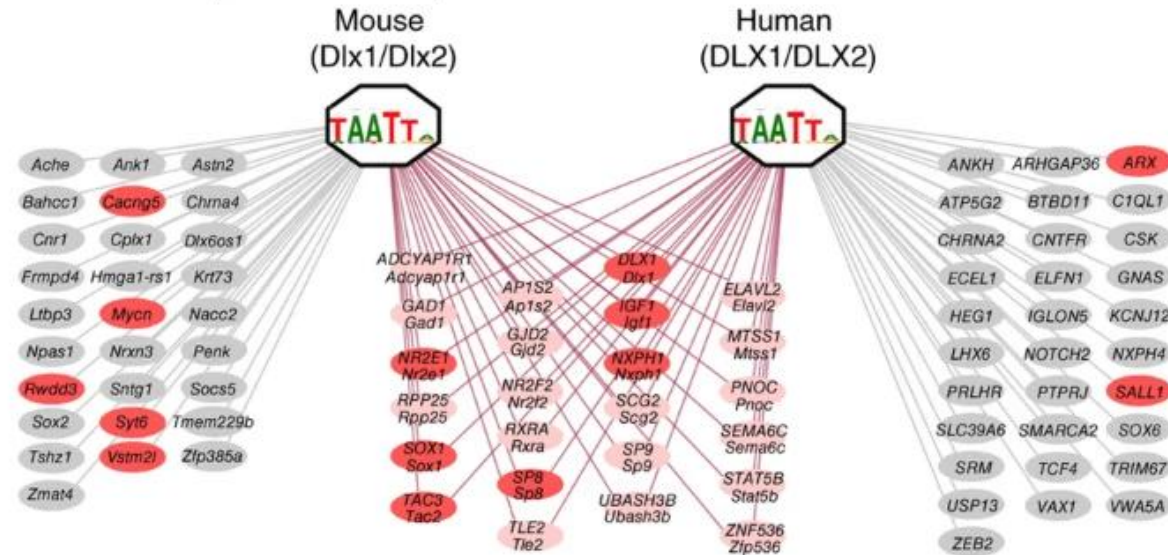 Mouse
(Dlx1/Dlx2)
Human
(DLX1/DLX2)
TAATTA
TAATTA
Ache Ank1 Astn2
Bahcc1 Cacng5 Chrna4
Cnr1 Cplx1 Dlx6os1
Frmpd4 Hmga1-rs1 Krt73
Ltbp3 Mycn Nacc2
Npas1 Nrxn3 Penk
Rwdd3 Sntg1 Socs5
Sox2 Syt6 Tmem229b
Tshz1 Vstm2l Zfp385a
Zmat4
ADCYAP1R1
Adcyap1r1
GAD1
Gad1
NR2E1
Nr2e1
RPP25
Rpp25
SOX1
Sox1
TAC3
Tac2
AP1S2
Ap1s2
GJD2
Gjd2
NR2F2
Nr2f2
RXRA
Rxra
SP8
Sp8
TLE2
Tle2
DLX1
Dlx1
IGF1
Igf1
NXPH1
Nxph1
SCG2
Scg2
SP9
Sp9
UBASH3B
Ubash3b
ELAVL2
Elavl2
MTSS1
Mtss1
PNOC
Pnoc
SEMA6C
Sema6c
STAT5B
Stat5b
ZNF536
Zfp536
ANKH ARHGAP36 ARX
ATP5G2 BTBD11 C1QL1
CHRNA2 CNTFR CSK
ECEL1 ELFN1 GNAS
HEG1 IGLON5 KCNJ12
LHX6 NOTCH2 NXPH4
PRLHR PTPRJ SALL1
SLC39A6 SMARCA2 SOX6
SRM TCF4 TRIM67
USP13 VAX1 VWA5A
ZEB2